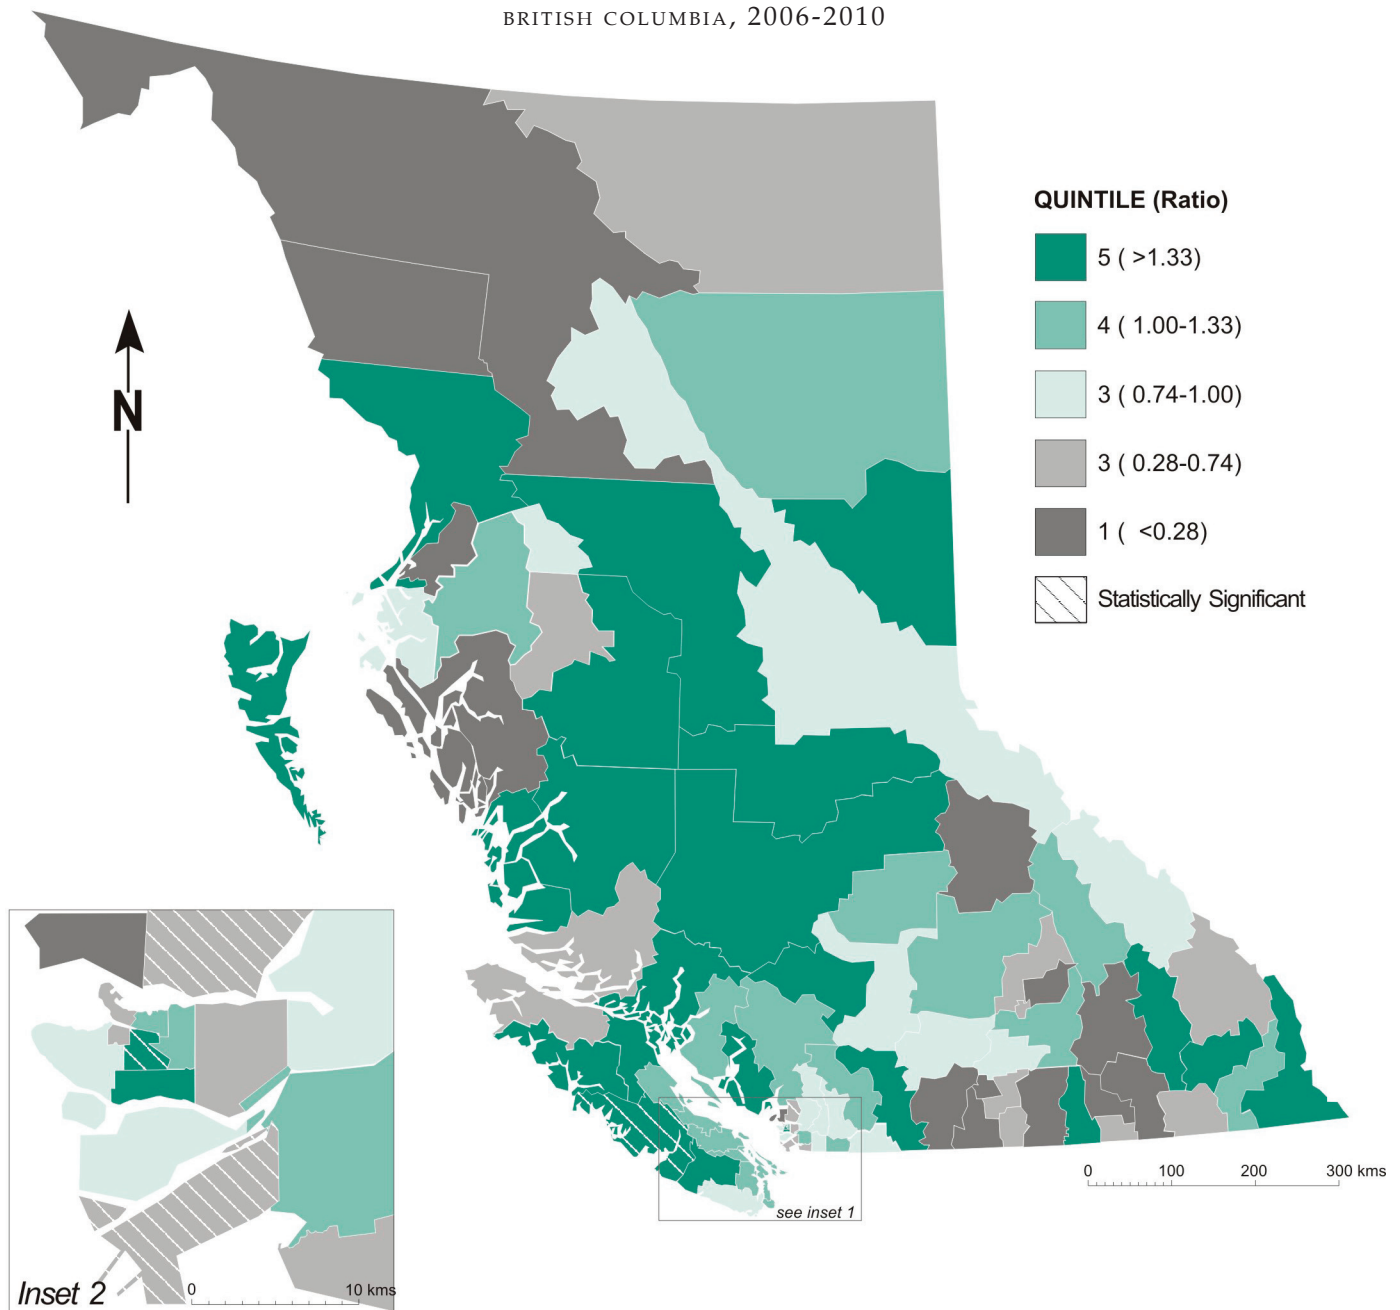 BRITISH COLUMBIA, 2006-2010
QUINTILE (Ratio)
5 ( >1.33)
4 ( 1.00-1.33)
3 ( 0.74-1.00)
3 ( 0.28-0.74)
1 ( <0.28)
Statistically Significant
N
0 100 200 300 kms
see inset 1
Inset 2
0 10 kms